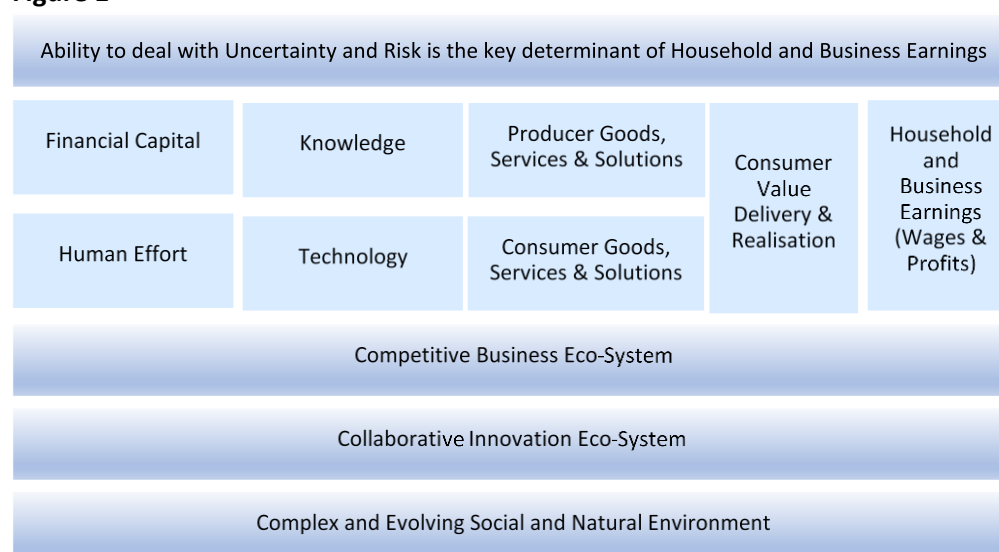 Ability to deal with Uncertainty and Risk is the key determinant of Household and Business Earnings
Financial Capital
Knowledge
Producer Goods,
Services & Solutions
Consumer
Value
Delivery &
Realisation
Household
and
Business
Earnings
(Wages &
Profits)
Human Effort
Technology
Consumer Goods,
Services & Solutions
Competitive Business Eco-System
Collaborative Innovation Eco-System
Complex and Evolving Social and Natural Environment